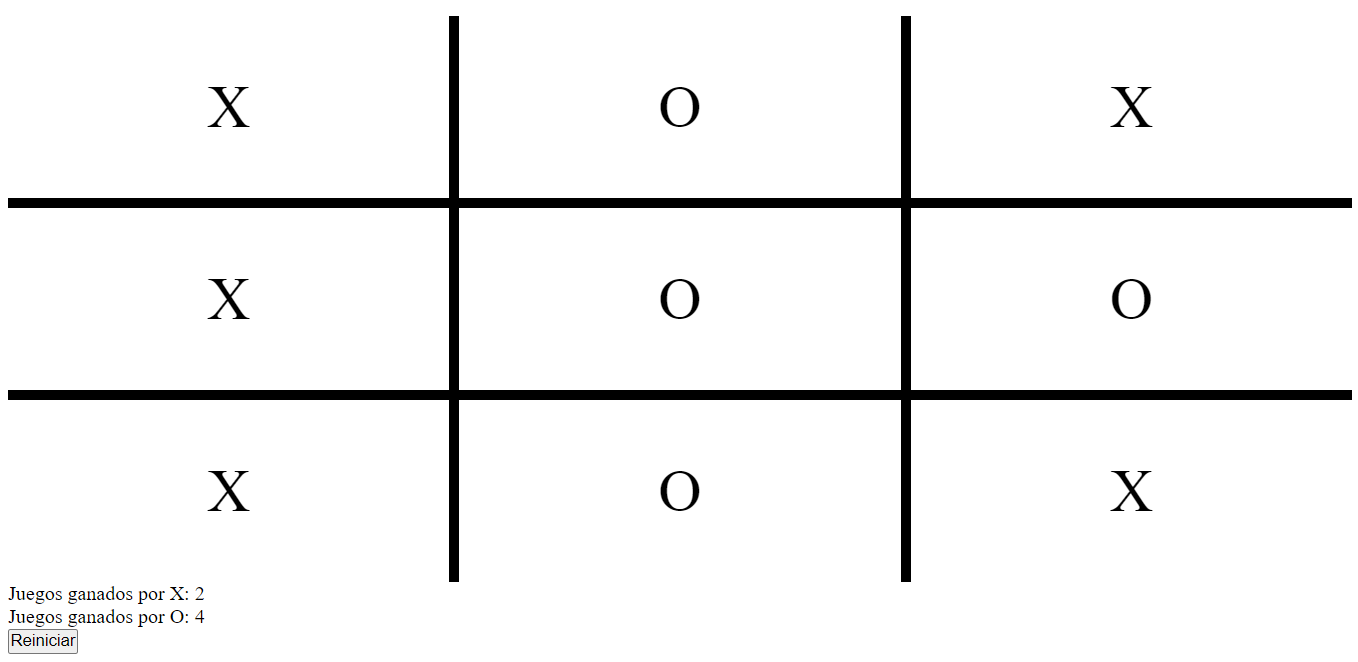 X O X
X O O
X O X
Juegos ganados por X: 2
Juegos ganados por O: 4
Reiniciar